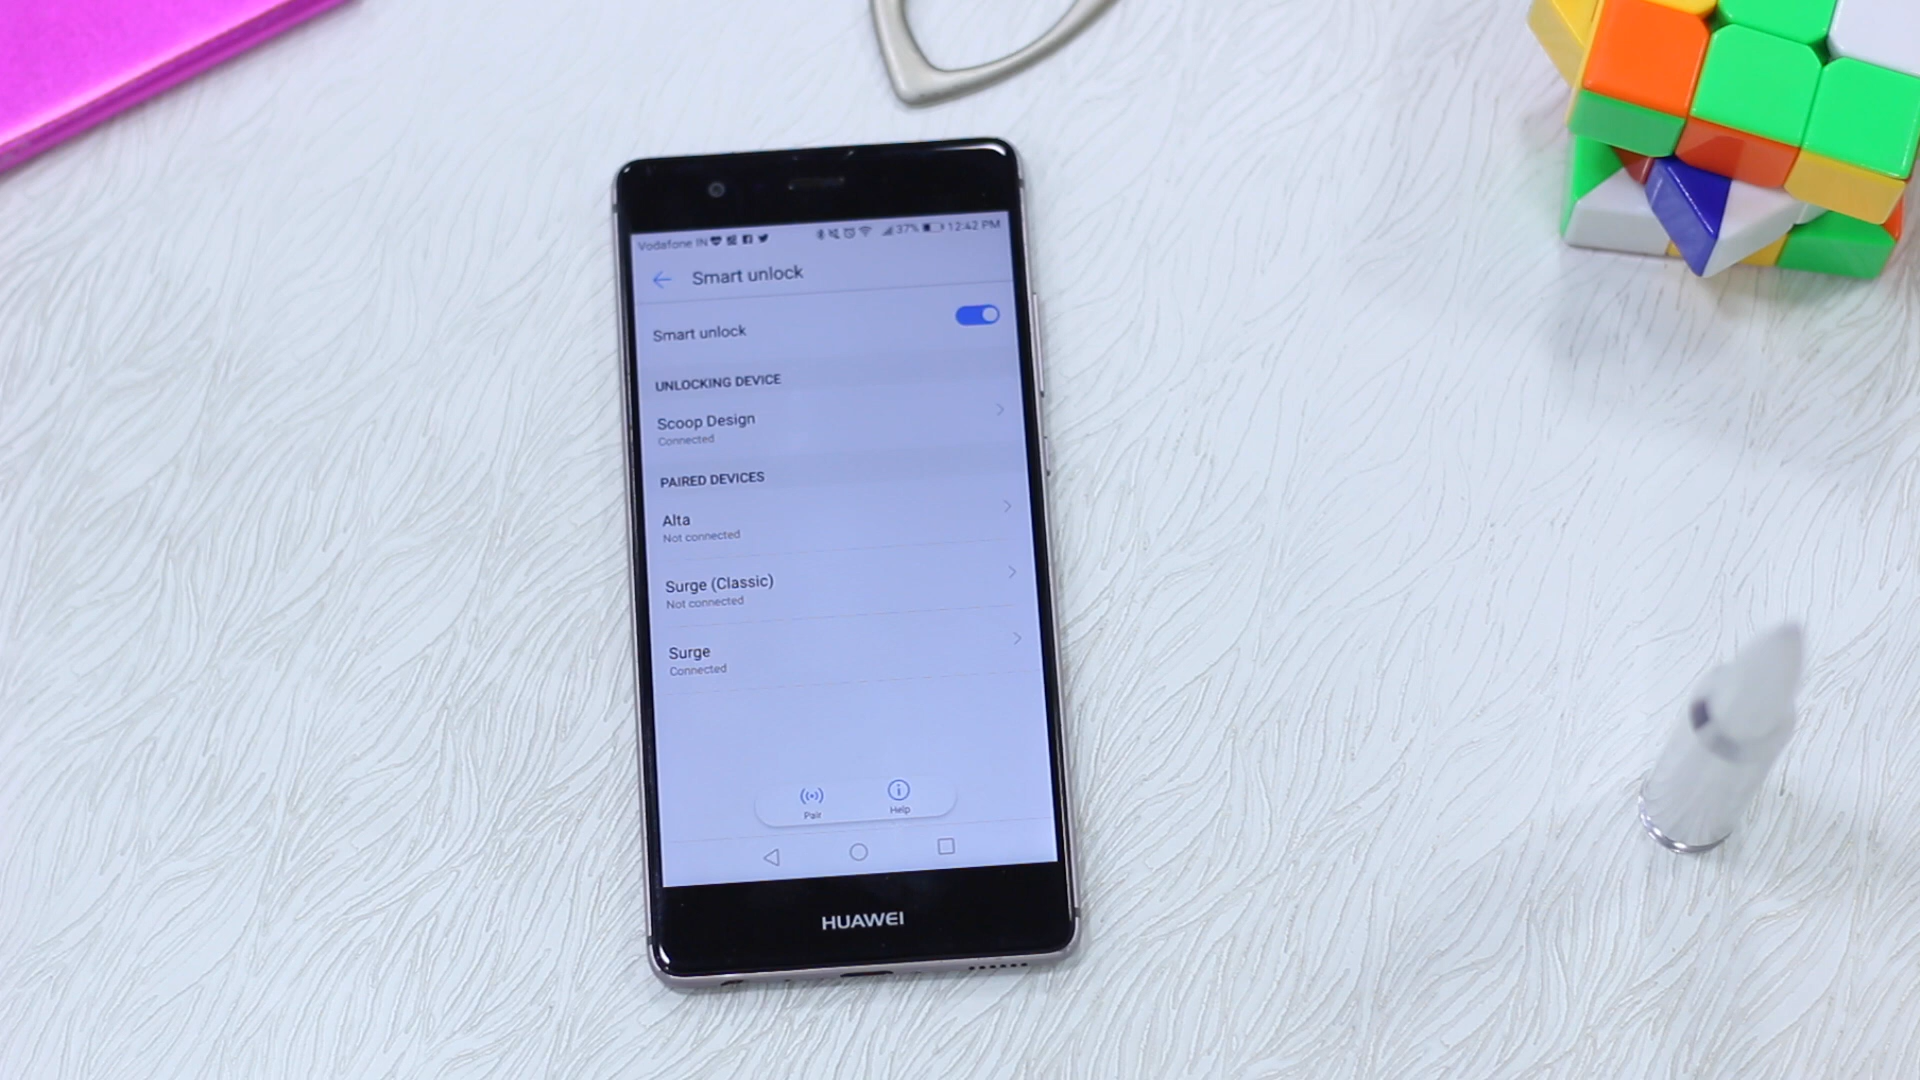 Vodafone IN 37% 12:42 PM
Smart unlock
Smart unlock
UNLOCKING DEVICE
Scoop Design
Connected
PAIRED DEVICES
Alta
Not connected
Surge (Classic)
Not connected
Surge
Connected
Pair Help
HUAWEI